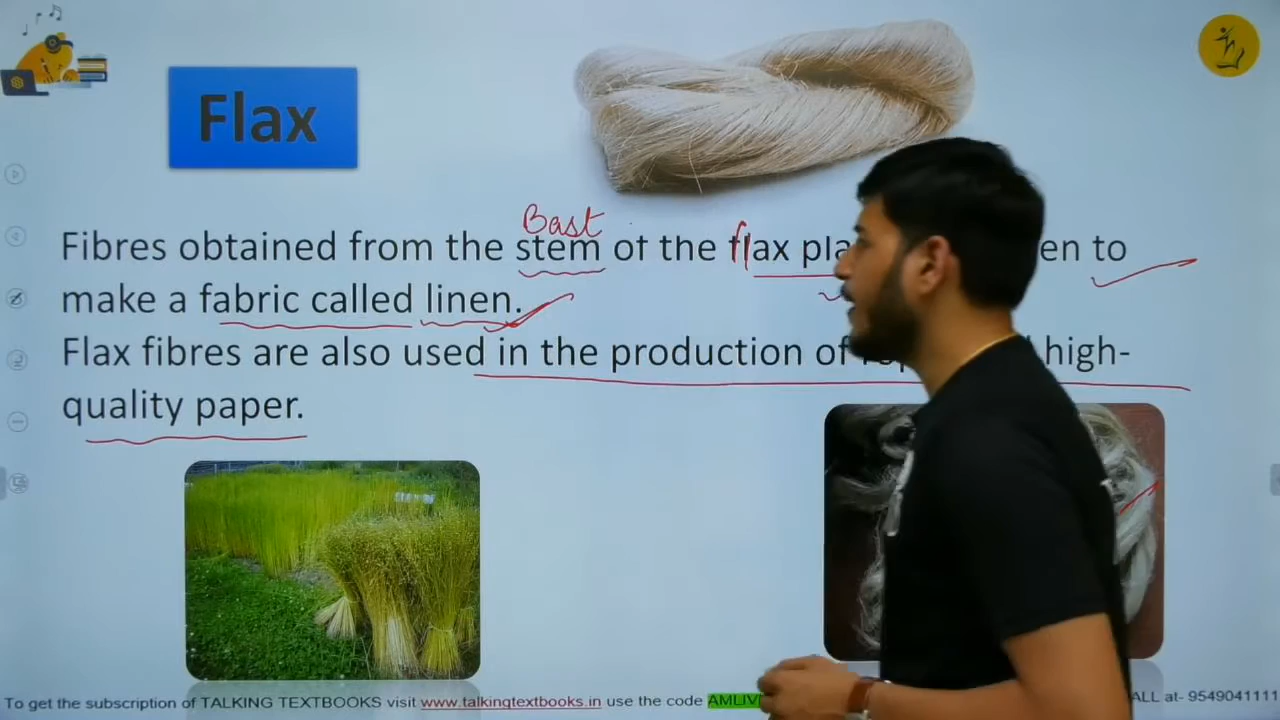 Flax
Bast
Fibres obtained from the stem of the flax pla en to
make a fabric called linen.
Flax fibres are also used in the production of high-
quality paper.
To get the subscription of TALKING TEXTBOOKS visit www.talkingtextbooks.in use the code AMLIV ALL at- 9549041111